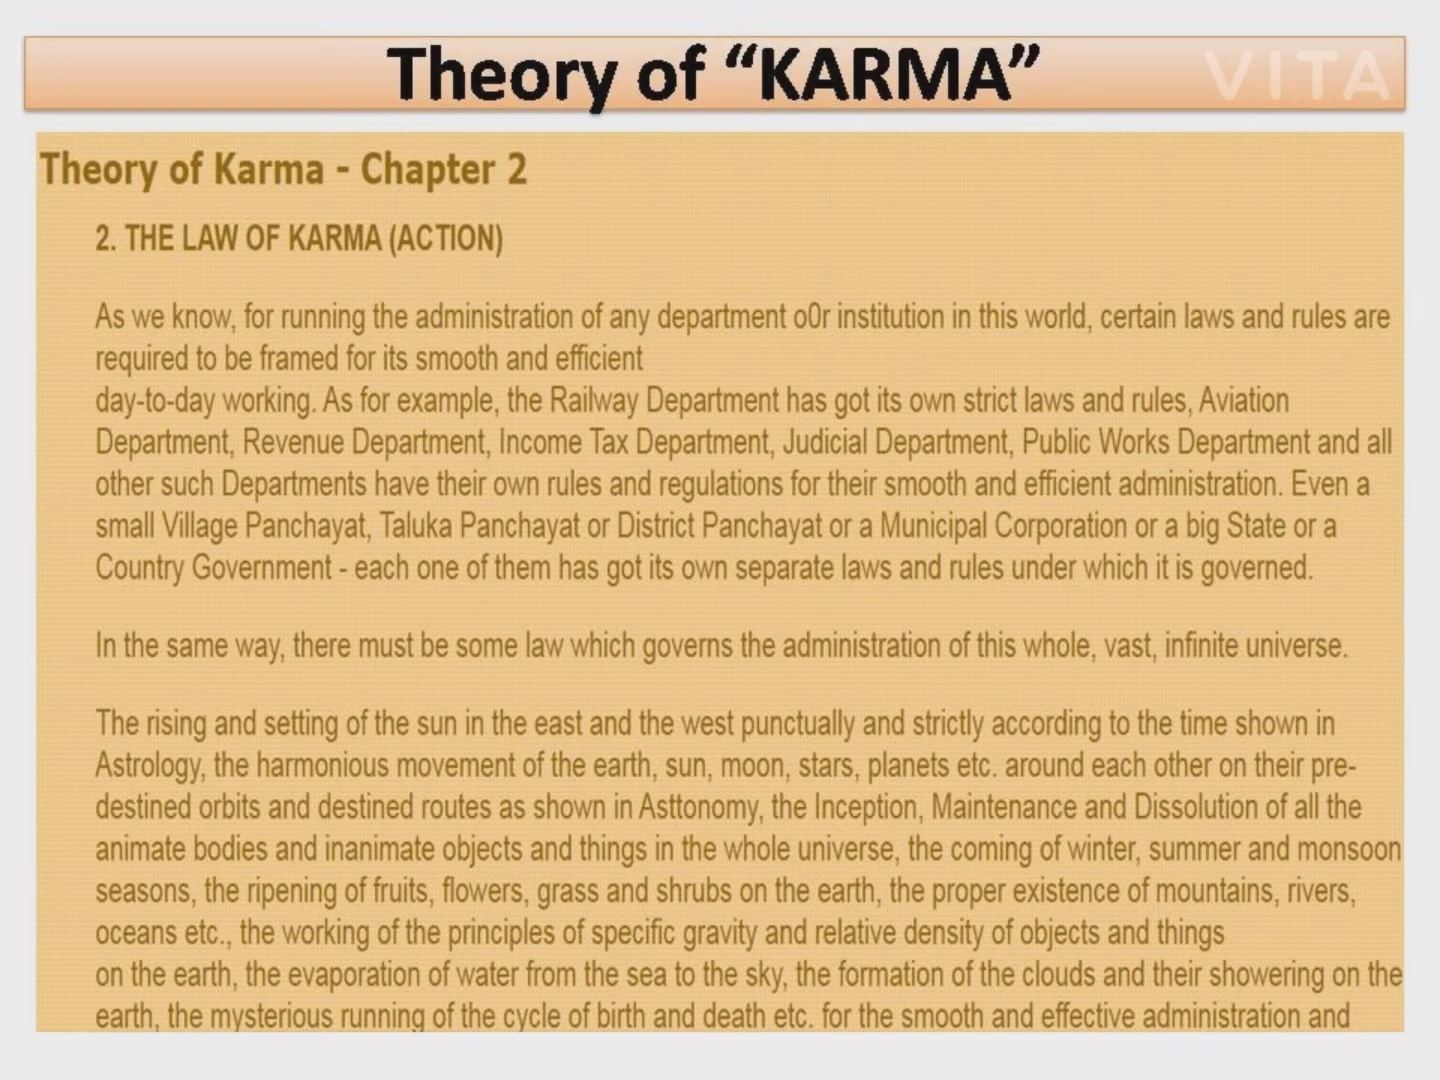 Theory of “KARMA”
VITA
Theory of Karma - Chapter 2
2. THE LAW OF KARMA (ACTION)
As we know, for running the administration of any department o0r institution in this world, certain laws and rules are
required to be framed for its smooth and efficient
day-to-day working. As for example, the Railway Department has got its own strict laws and rules, Aviation
Department, Revenue Department, Income Tax Department, Judicial Department, Public Works Department and all
other such Departments have their own rules and regulations for their smooth and efficient administration. Even a
small Village Panchayat, Taluka Panchayat or District Panchayat or a Municipal Corporation or a big State or a
Country Government - each one of them has got its own separate laws and rules under which it is governed.
In the same way, there must be some law which governs the administration of this whole, vast, infinite universe.
The rising and setting of the sun in the east and the west punctually and strictly according to the time shown in
Astrology, the harmonious movement of the earth, sun, moon, stars, planets etc. around each other on their pre-
destined orbits and destined routes as shown in Asttonomy, the Inception, Maintenance and Dissolution of all the
animate bodies and inanimate objects and things in the whole universe, the coming of winter, summer and monsoon
seasons, the ripening of fruits, flowers, grass and shrubs on the earth, the proper existence of mountains, rivers,
oceans etc., the working of the principles of specific gravity and relative density of objects and things
on the earth, the evaporation of water from the sea to the sky, the formation of the clouds and their showering on the
earth, the mysterious running of the cycle of birth and death etc. for the smooth and effective administration and